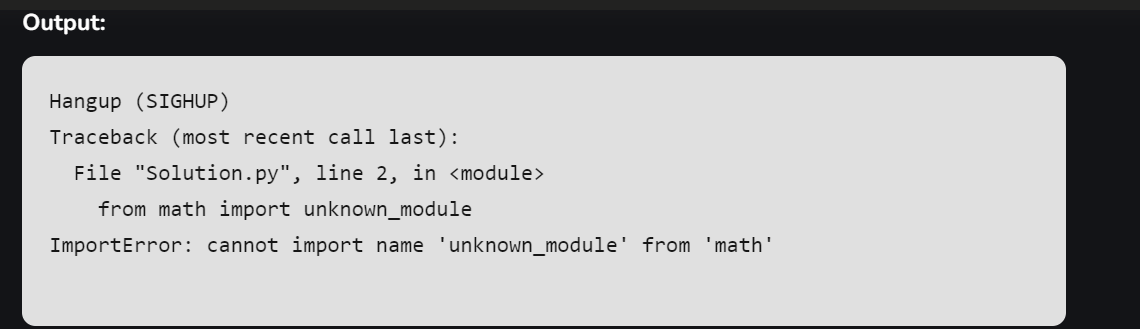 Output:
Hangup (SIGHUP)
Traceback (most recent call last):
  File "Solution.py", line 2, in <module>
    from math import unknown_module
ImportError: cannot import name 'unknown_module' from 'math'